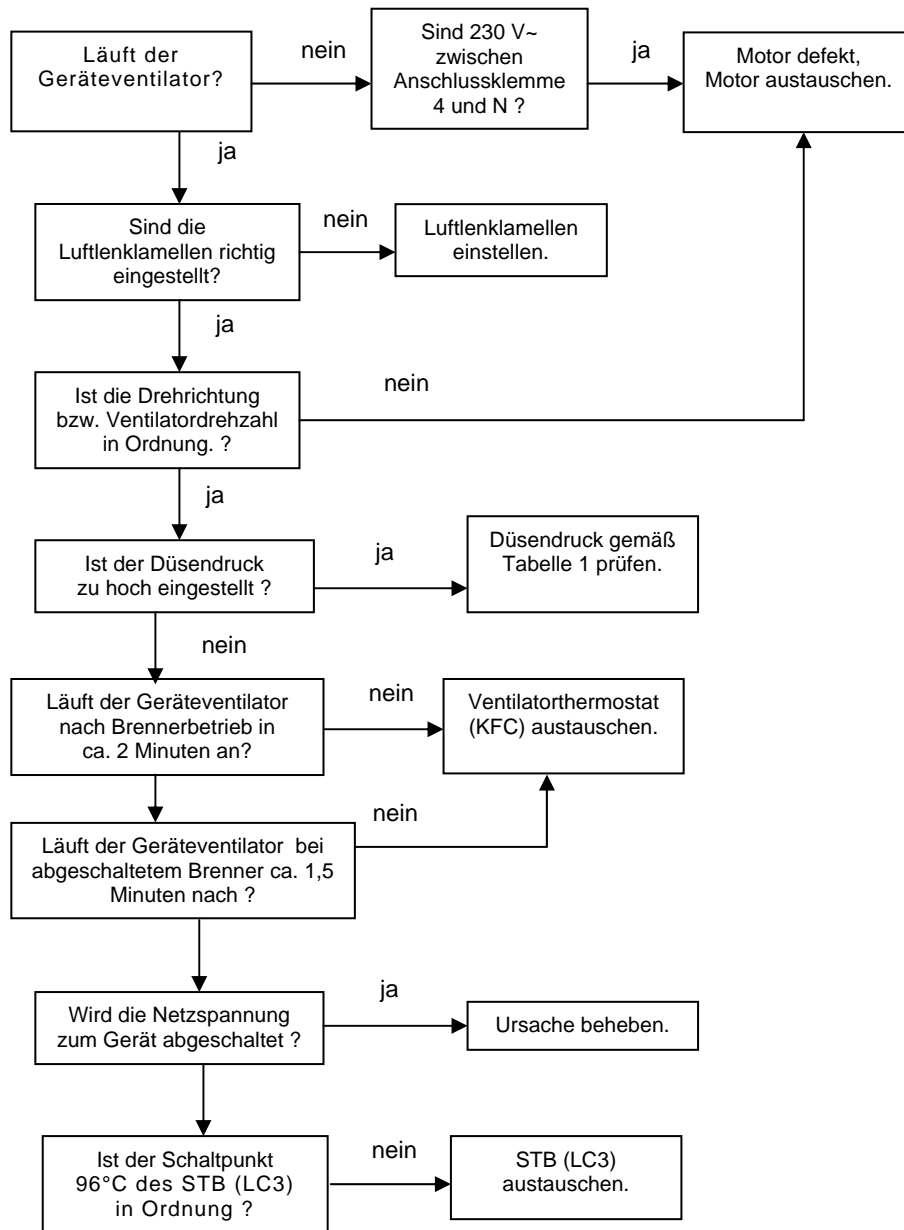 Läuft der
Geräteventilator?
nein
Sind 230 V~
zwischen
Anschlussklemme
4 und N ?
ja
Motor defekt,
Motor austauschen.
ja
Sind die
Luftlenklamellen richtig
eingestellt?
nein
Luftlenklamellen
einstellen.
ja
Ist die Drehrichtung
bzw. Ventilatordrehzahl
in Ordnung. ?
nein
ja
Ist der Düsendruck
zu hoch eingestellt ?
ja
Düsendruck gemäß
Tabelle 1 prüfen.
nein
Läuft der Geräteventilator
nach Brennerbetrieb in
ca. 2 Minuten an?
nein
Ventilatorthermostat
(KFC) austauschen.
Läuft der Geräteventilator bei
abgeschaltetem Brenner ca. 1,5
Minuten nach ?
nein
Wird die Netzspannung
zum Gerät abgeschaltet ?
ja
Ursache beheben.
Ist der Schaltpunkt
96°C des STB (LC3)
in Ordnung ?
nein
STB (LC3)
austauschen.